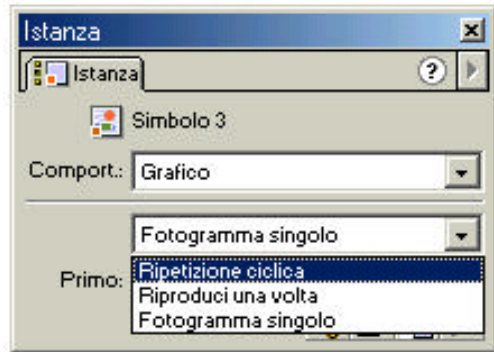 Istanza
Istanza
Simbolo 3
Comport.: Grafico
Fotogramma singolo
Primo: Ripetizione ciclica
Riproduci una volta
Fotogramma singolo